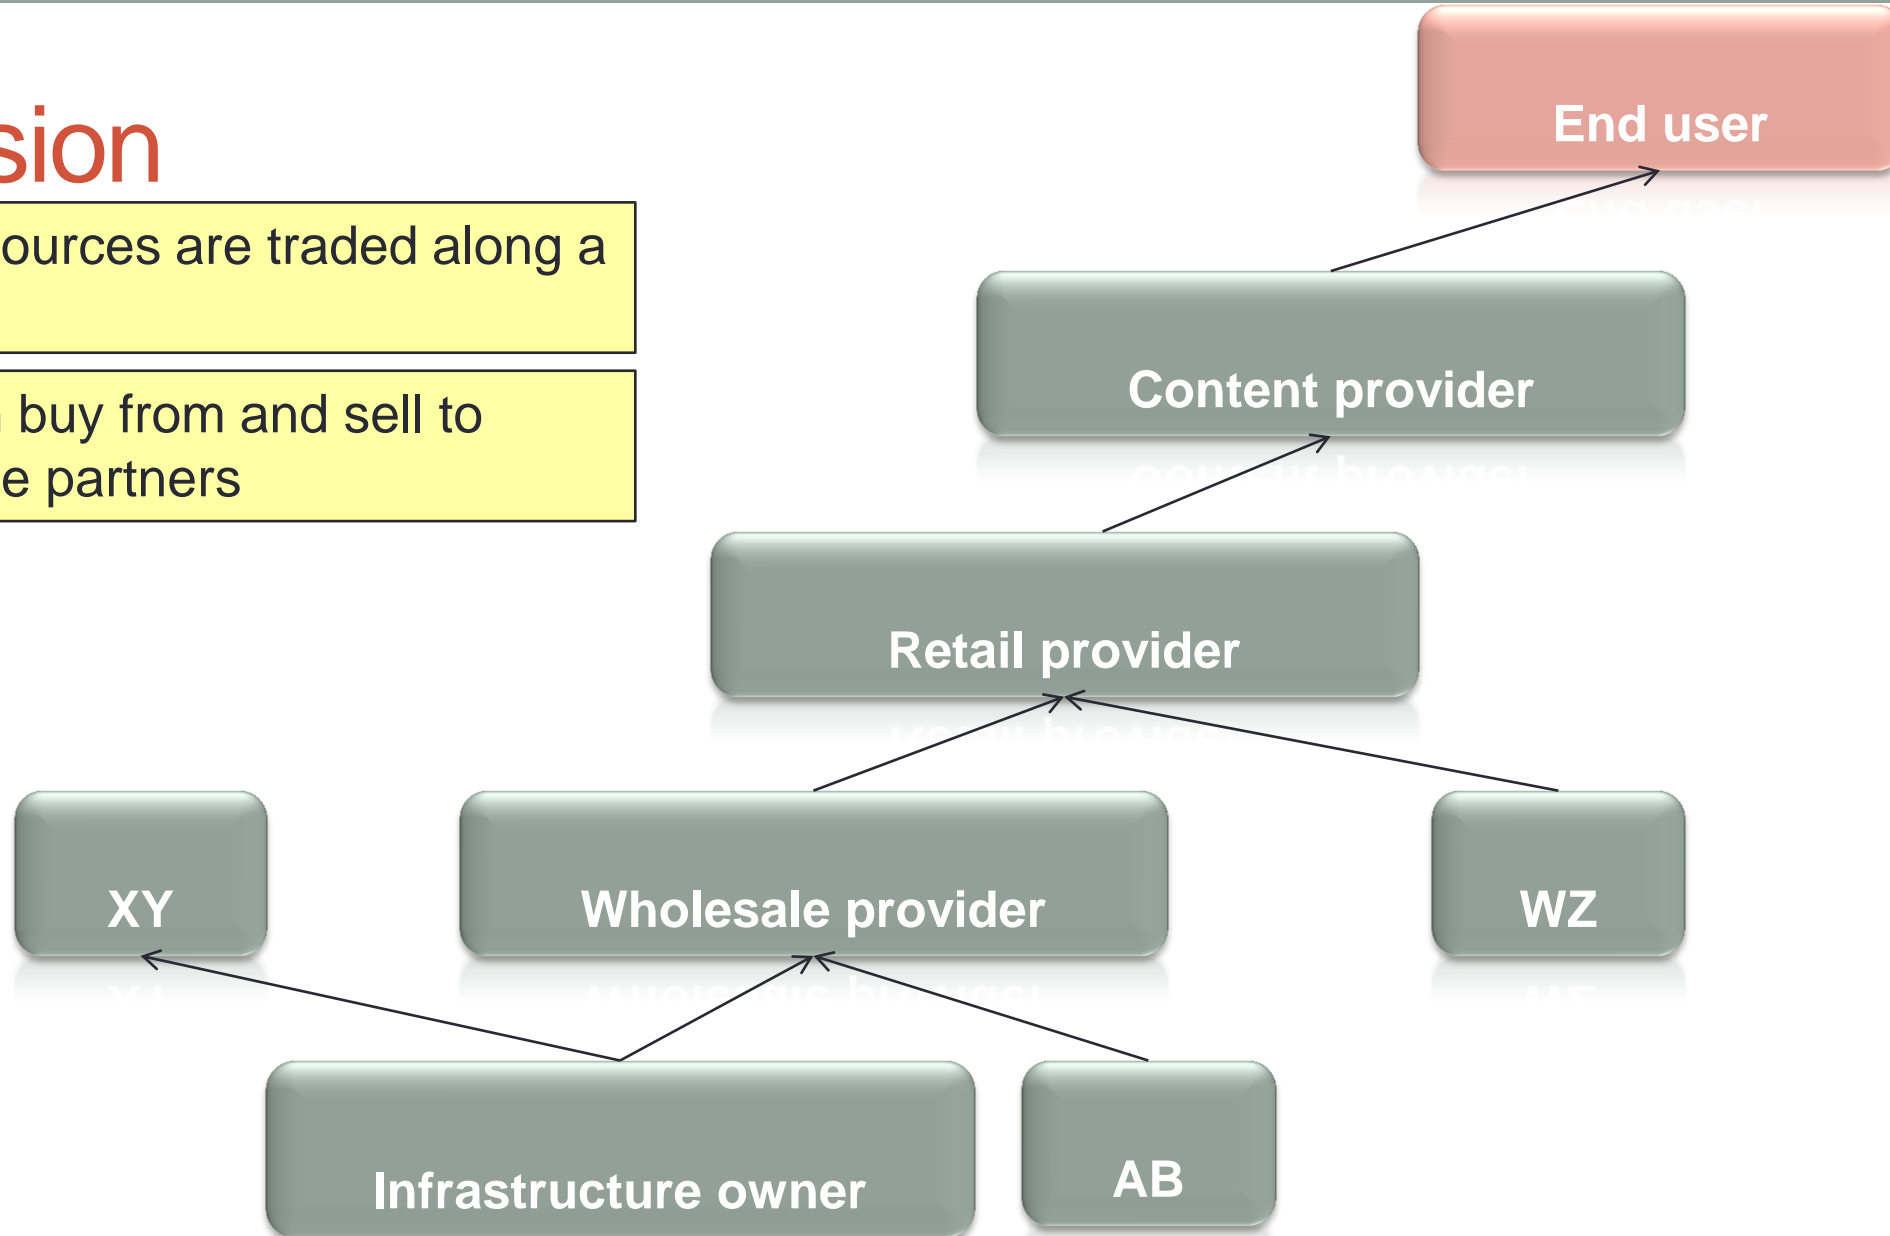 sion
ources are traded along a
buy from and sell to
e partners
End user
Content provider
Retail provider
XY
Wholesale provider
WZ
Infrastructure owner
AB